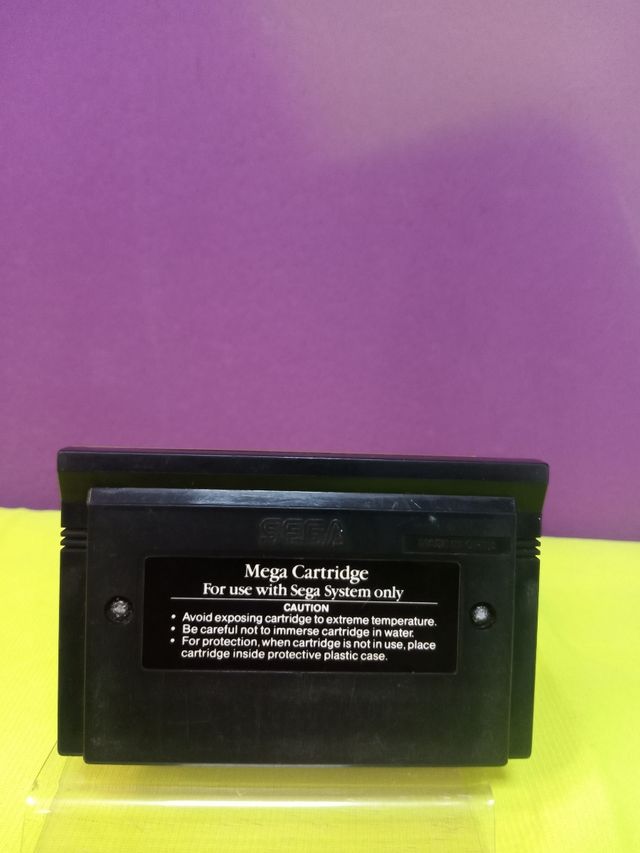 SEGA
Mega Cartridge
For use with Sega System only
CAUTION
• Avoid exposing cartridge to extreme temperature.
• Be careful not to immerse cartridge in water.
• For protection, when cartridge is not in use, place
cartridge inside protective plastic case.